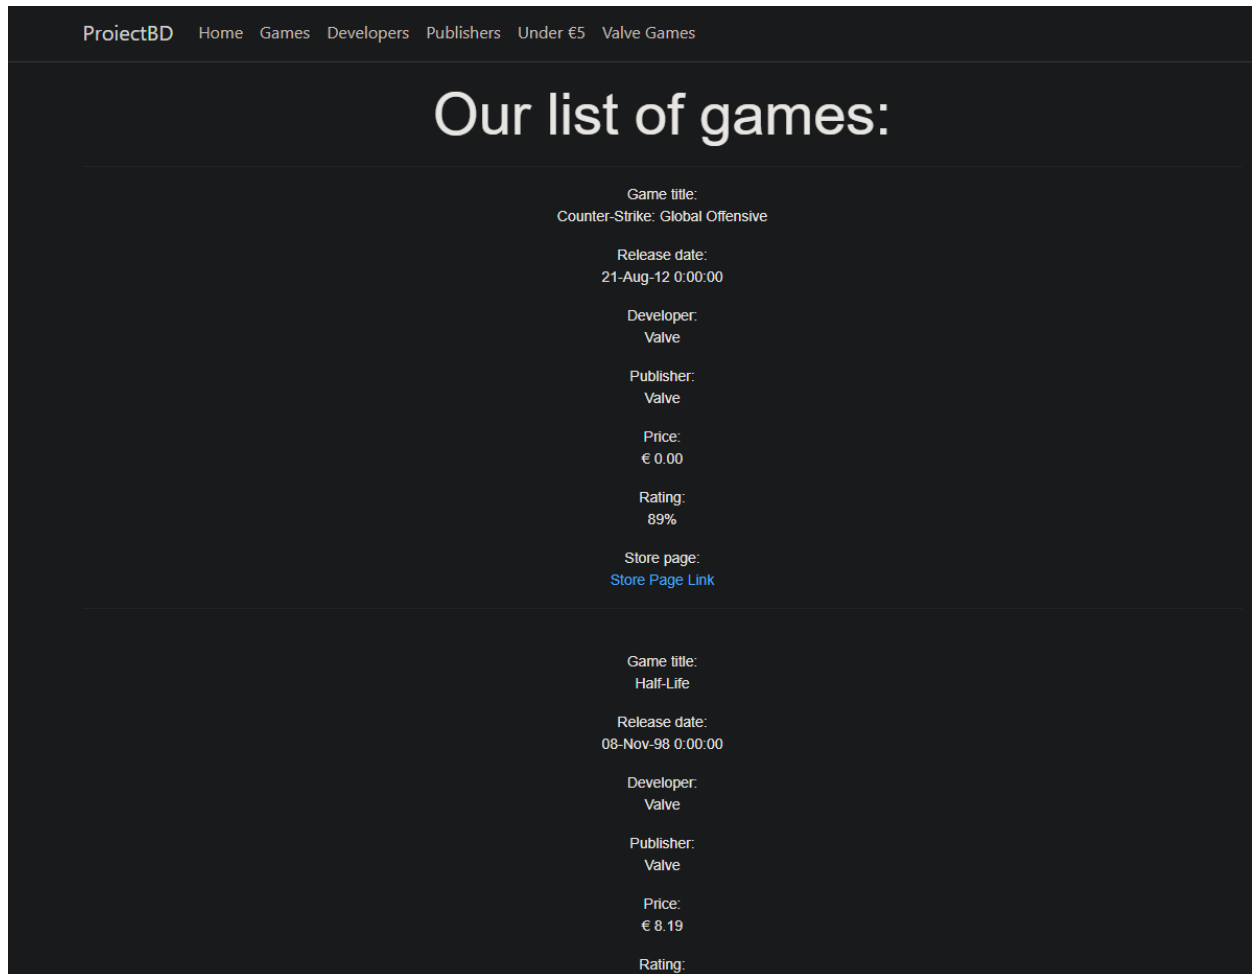 ProiectBD Home Games Developers Publishers Under €5 Valve Games
Our list of games:
Game title:
Counter-Strike: Global Offensive
Release date:
21-Aug-12 0:00:00
Developer:
Valve
Publisher:
Valve
Price:
€ 0.00
Rating:
89%
Store page:
Store Page Link
Game title:
Half-Life
Release date:
08-Nov-98 0:00:00
Developer:
Valve
Publisher:
Valve
Price:
€ 8.19
Rating: